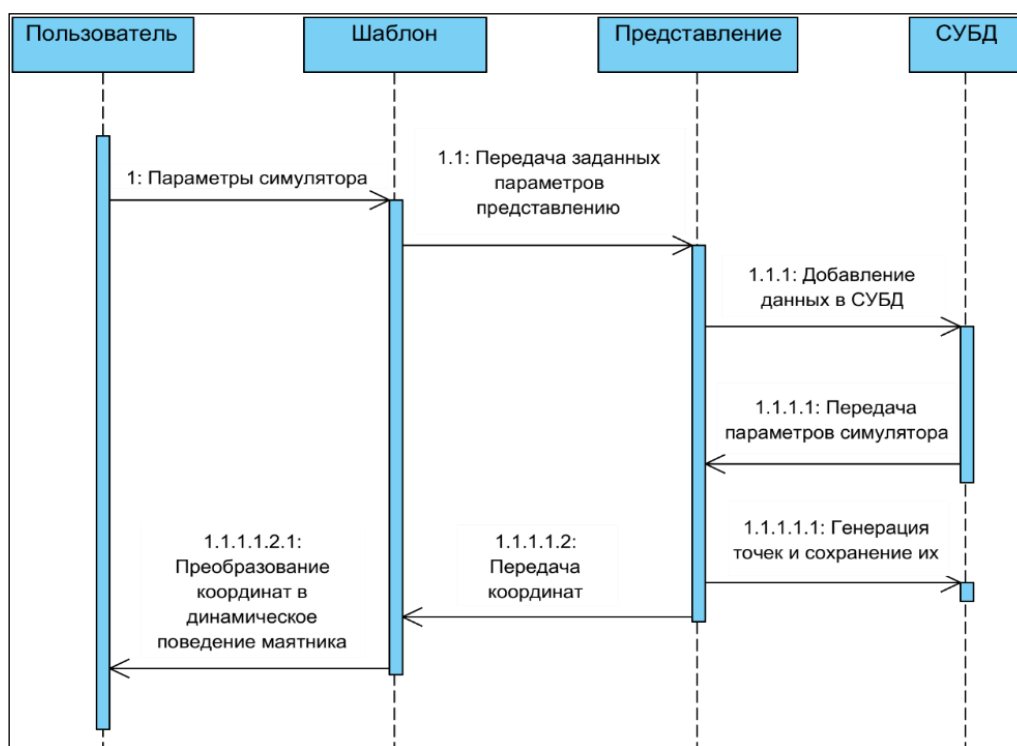 Пользователь
Шаблон
Представление
СУБД
1: Параметры симулятора
1.1: Передача заданных
параметров
представлению
1.1.1: Добавление
данных в СУБД
1.1.1.1: Передача
параметров симулятора
1.1.1.1.1: Генерация
точек и сохранение их
1.1.1.1.2:
Передача
координат
1.1.1.1.2.1:
Преобразование
координат в
динамическое
поведение маятника